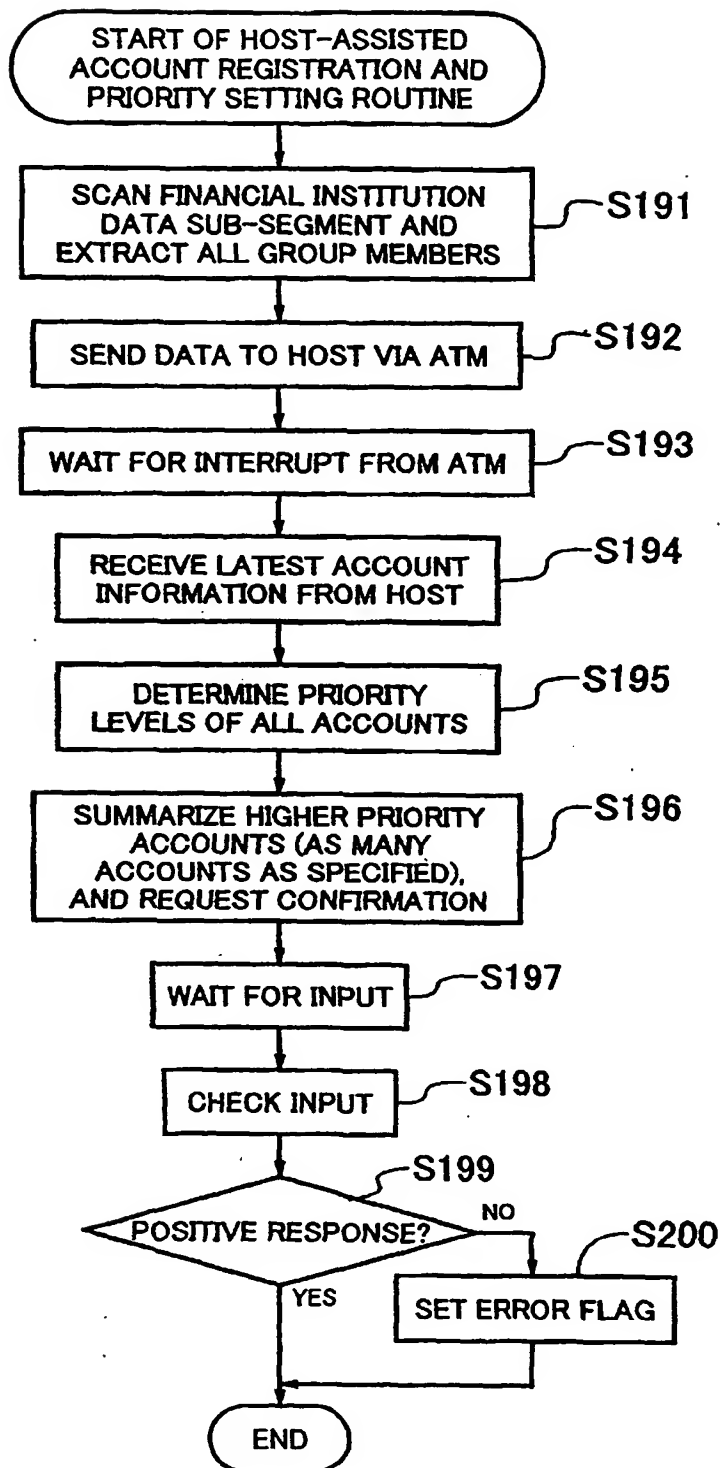 START OF HOST-ASSISTED
ACCOUNT REGISTRATION AND
PRIORITY SETTING ROUTINE
SCAN FINANCIAL INSTITUTION
DATA SUB-SEGMENT AND
EXTRACT ALL GROUP MEMBERS
S191
SEND DATA TO HOST VIA ATM
S192
WAIT FOR INTERRUPT FROM ATM
S193
RECEIVE LATEST ACCOUNT
INFORMATION FROM HOST
S194
DETERMINE PRIORITY
LEVELS OF ALL ACCOUNTS
S195
SUMMARIZE HIGHER PRIORITY
ACCOUNTS (AS MANY
ACCOUNTS AS SPECIFIED),
AND REQUEST CONFIRMATION
S196
WAIT FOR INPUT
S197
CHECK INPUT
S198
POSITIVE RESPONSE?
S199
NO
YES
SET ERROR FLAG
S200
END